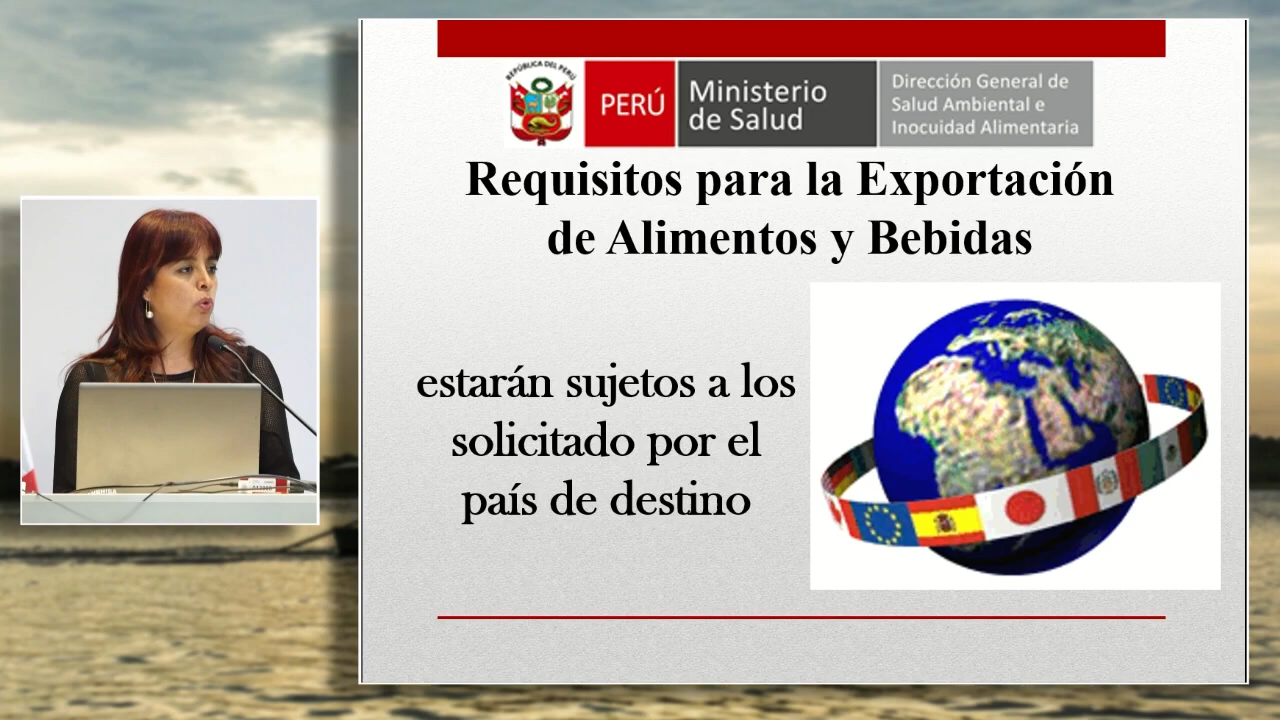 REPÚBLICA DEL PERÚ
PERÚ
Ministerio
de Salud
Dirección General de
Salud Ambiental e
Inocuidad Alimentaria
Requisitos para la Exportación
de Alimentos y Bebidas
estarán sujetos a los
solicitado por el
país de destino